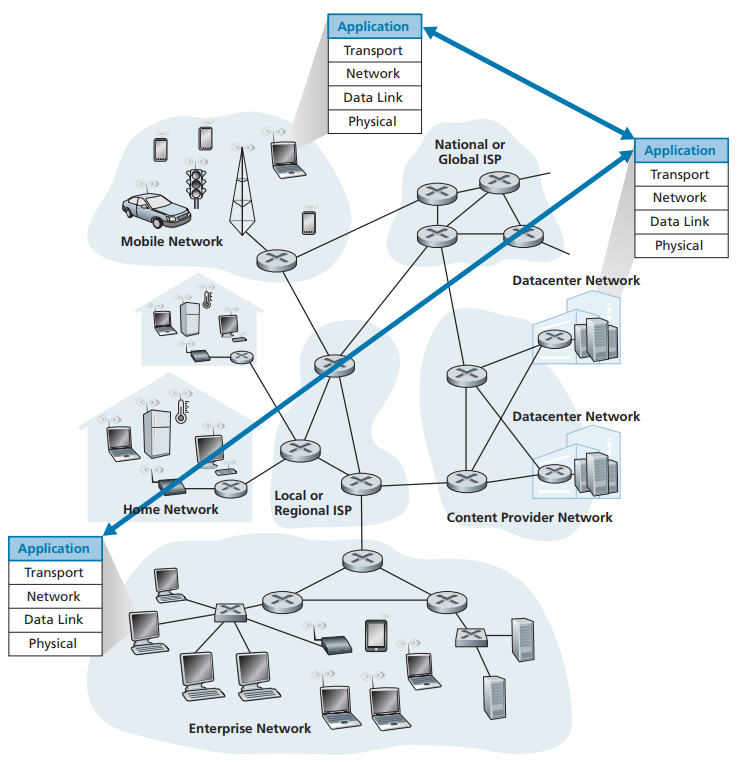 Application
Transport
Network
Data Link
Physical
National or
Global ISP
Application
Transport
Network
Data Link
Physical
Mobile Network
Datacenter Network
Datacenter Network
Home Network
Local or
Regional ISP
Content Provider Network
Application
Transport
Network
Data Link
Physical
Enterprise Network